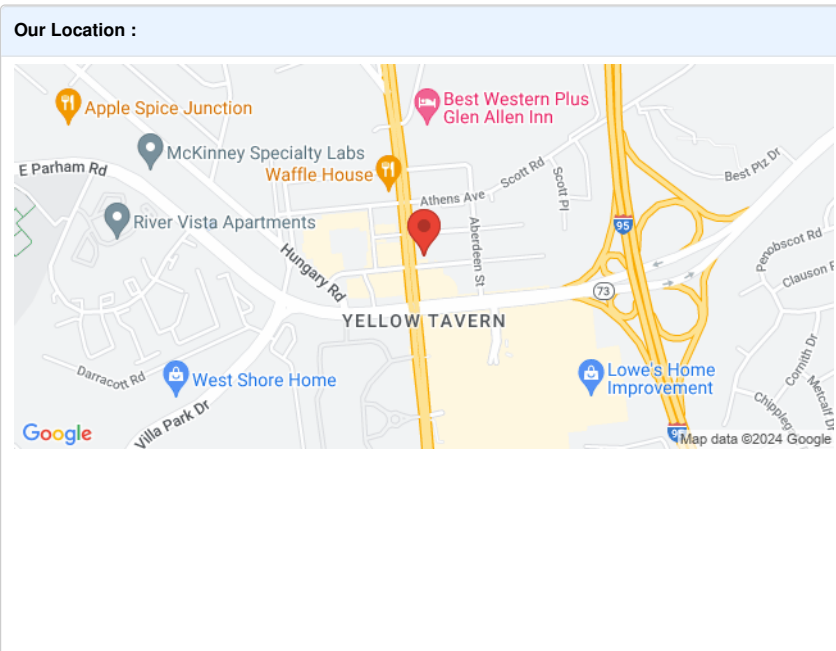 Our Location :
Apple Spice Junction
Best Western Plus
Glen Allen Inn
McKinney Specialty Labs
E Parham Rd
Waffle House
Scott Rd
Scott Pl
Best Plz Dr
Athens Ave
River Vista Apartments
Aberdeen St
95
Penobscot Rd
Hungary Rd
Clauson
73
YELLOW TAVERN
Cornith Dr
Darracott Rd
West Shore Home
Lowe's Home
Improvement
Metcalf Dr
Villa Park Dr
Google
Map data ©2024 Google